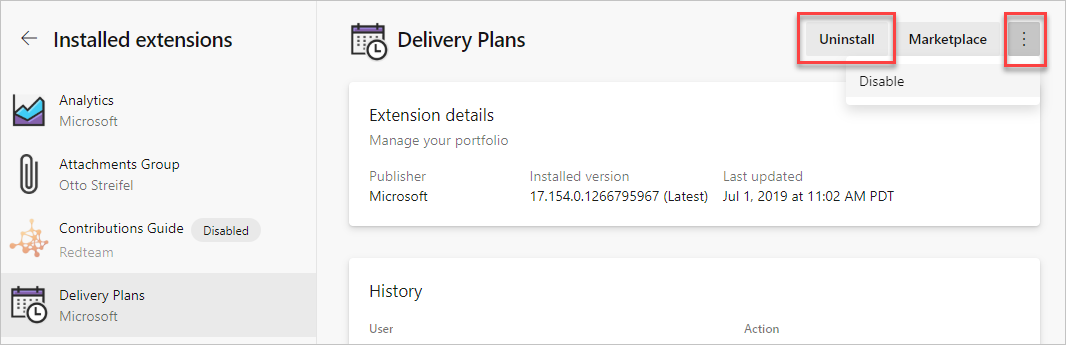 Installed extensions
Analytics
Microsoft
Attachments Group
Otto Streifel
Contributions Guide Disabled
Redteam
Delivery Plans
Microsoft
Delivery Plans
Uninstall Marketplace
Disable
Extension details
Manage your portfolio
Publisher Installed version Last updated
Microsoft 17.154.0.1266795967 (Latest) Jul 1, 2019 at 11:02 AM PDT
History
User Action